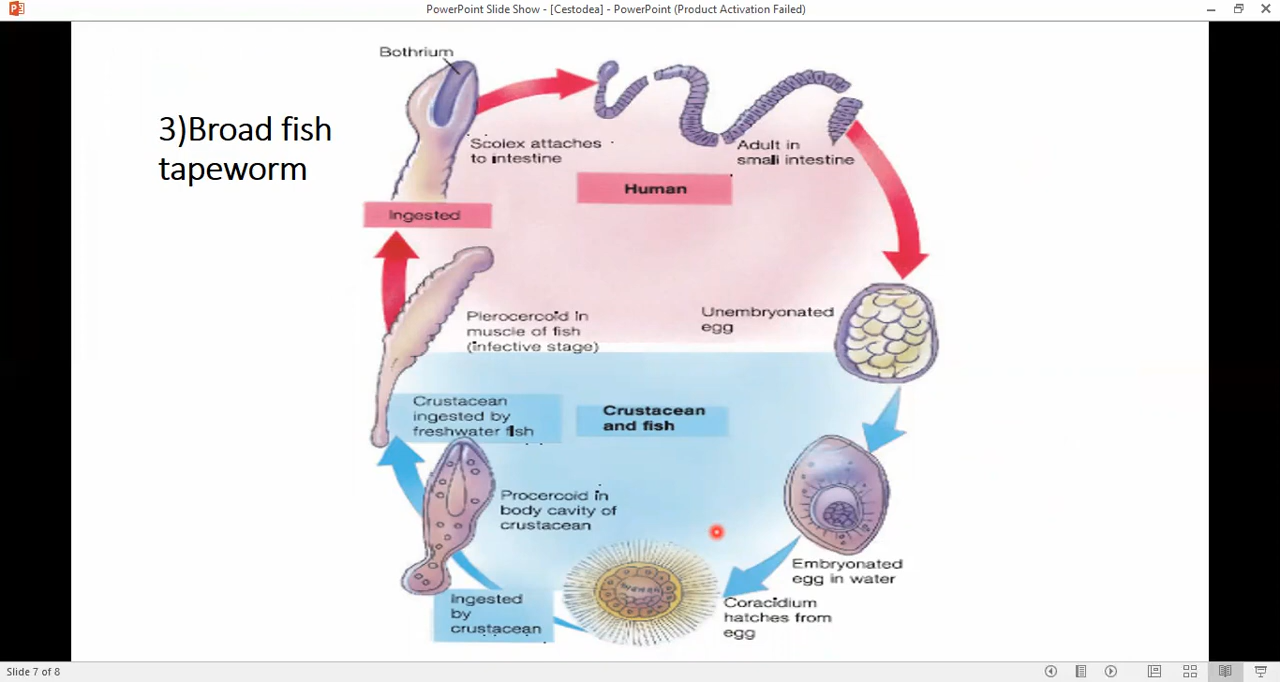 PowerPoint Slide Show - [Cestodea] - PowerPoint (Product Activation Failed)
3)Broad fish
tapeworm
Bothrium
Scolex attaches
to intestine
Adult in
small intestine
Human
Ingested
Plerocercoid in
muscle of fish
(infective stage)
Unembryonated
egg
Crustacean
ingested by
freshwater fish
Crustacean
and fish
Procercoid in
body cavity of
crustacean
Embryonated
egg in water
Ingested
by
crustacean
Coracidium
hatches from
egg
Slide 7 of 8